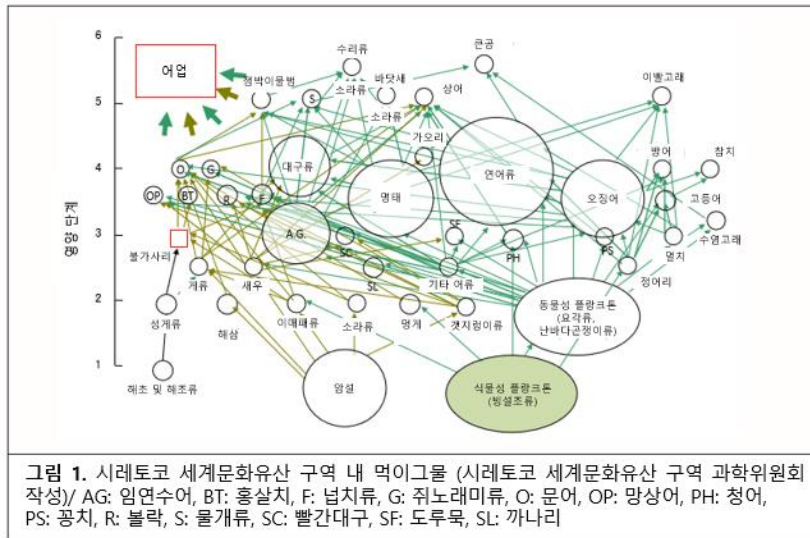 6
5
4
3
2
1
영양 단계
어업
점박이물범
수리류
큰곰
바닷새
이빨고래
S
소라류
상어
소라류
가오리
방어
참치
O
G
대구류
연어류
OP
BT
R
F
명태
오징어
고등어
A.G.
SF
PS
수염고래
불가사리
SC
PH
멸치
게류
새우
SL
기타 어류
정어리
성게류
해삼
이매패류
소라류
멍게
갯지렁이류
동물성 플랑크톤
(요각류,
난바다곤쟁이류)
해초 및 해조류
암설
식물성 플랑크톤
(빙설조류)
그림 1. 시레토코 세계문화유산 구역 내 먹이그물 (시레토코 세계문화유산 구역 과학위원회
작성)/ AG: 임연수어, BT: 홍살치, F: 넙치류, G: 쥐노래미류, O: 문어, OP: 망상어, PH: 청어,
PS: 꽁치, R: 볼락, S: 물개류, SC: 빨간대구, SF: 도루묵, SL: 까나리